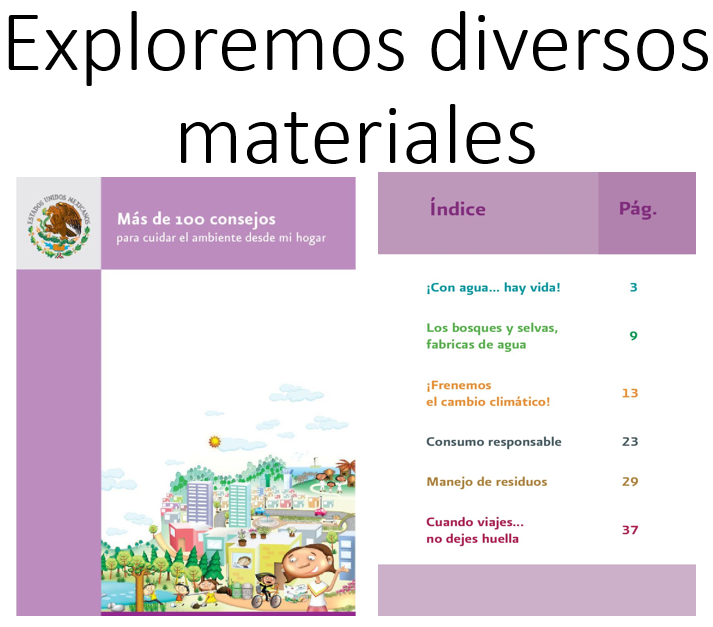 Exploremos diversos
materiales
ESTADOS UNIDOS MEXICANOS
Más de 100 consejos
para cuidar el ambiente desde mi hogar
Índice Pág.
¡Con agua... hay vida! 3
Los bosques y selvas,
fabricas de agua 9
¡Frenemos
el cambio climático! 13
Consumo responsable 23
Manejo de residuos 29
Cuando viajes...
no dejes huella 37